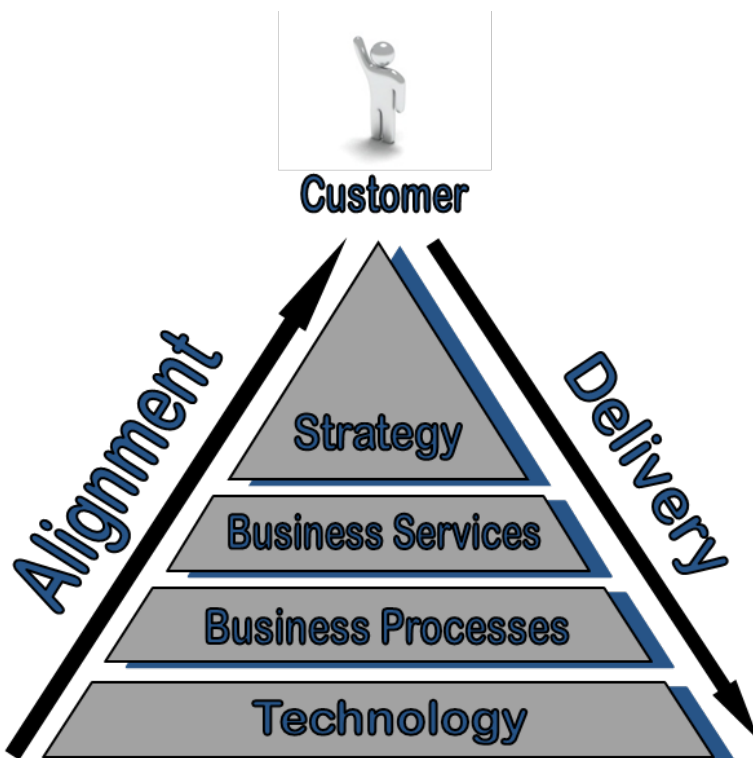 Customer
Alignment
Delivery
Strategy
Business Services
Business Processes
Technology